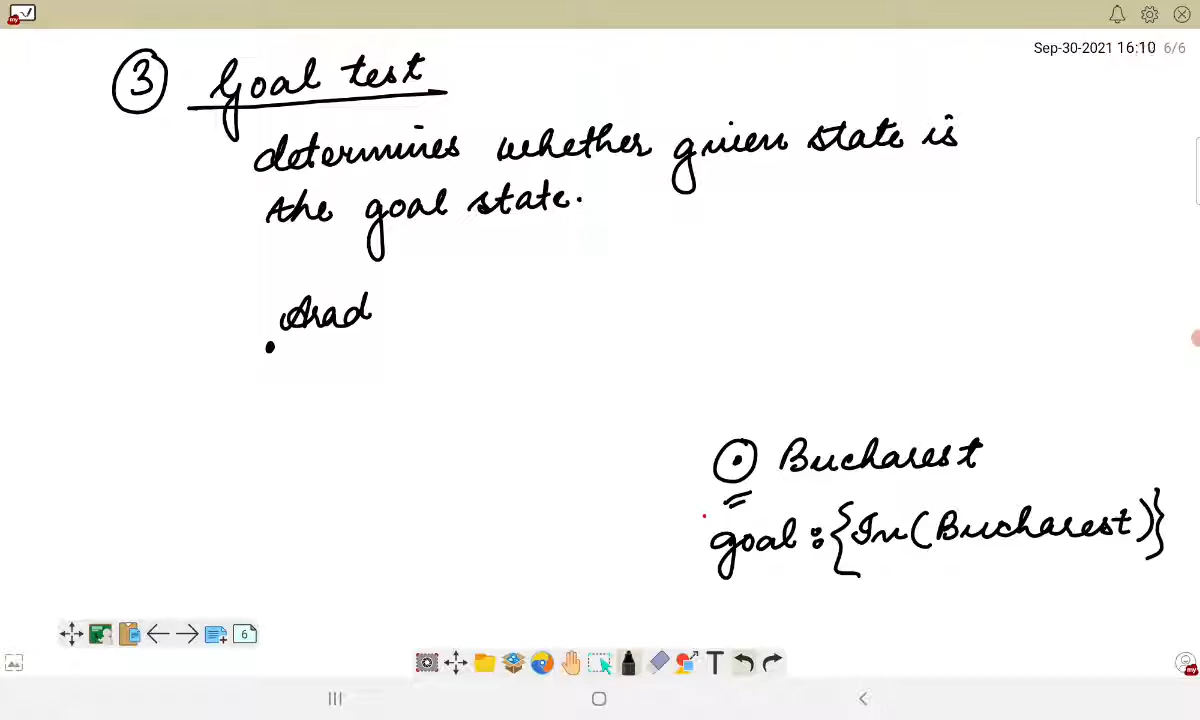 Sep-30-2021 16:10 6/6
3 Goal test
determines whether given state is
the goal state.
Arad
Bucharest
goal : {In(Bucharest)}
6
T